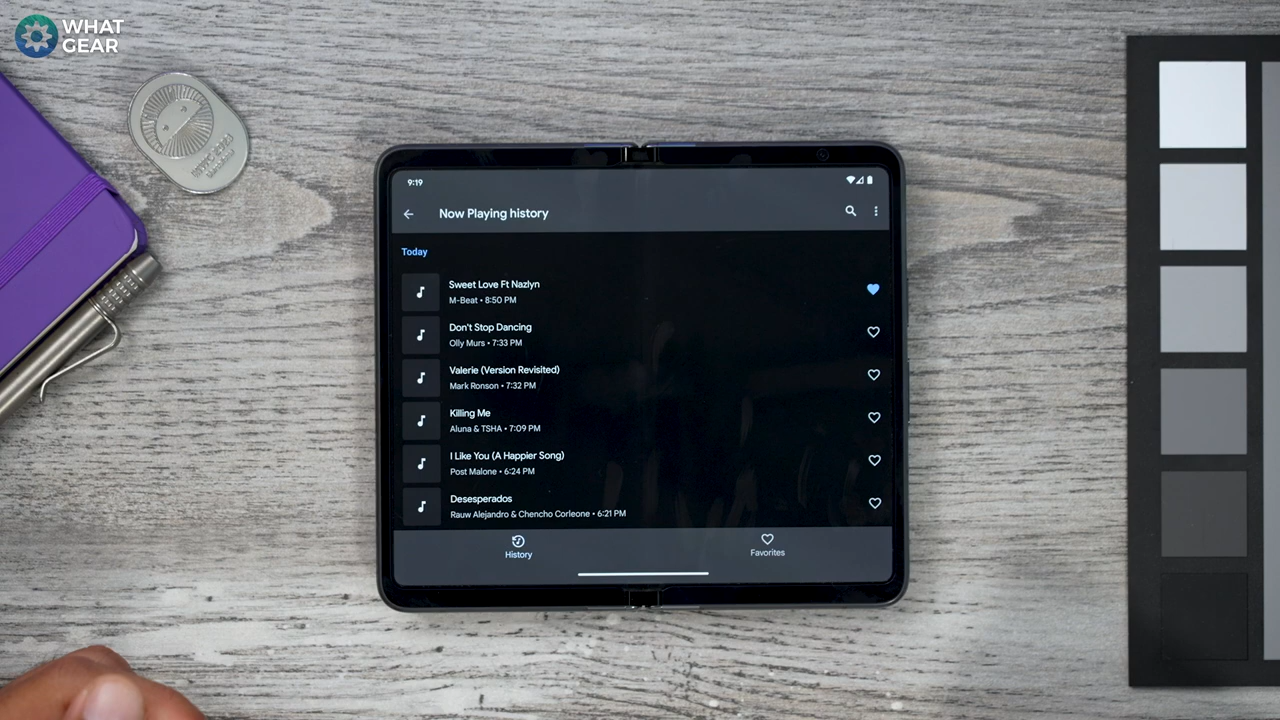 WHAT
GEAR
9:19
Now Playing history
Today
Sweet Love Ft Nazlyn
M-Beat • 8:50 PM
Don't Stop Dancing
Olly Murs • 7:33 PM
Valerie (Version Revisited)
Mark Ronson • 7:32 PM
Killing Me
Aluna & TSHA • 7:09 PM
I Like You (A Happier Song)
Post Malone • 6:24 PM
Desesperados
Rauw Alejandro & Chencho Corleone • 6:21 PM
History
Favorites